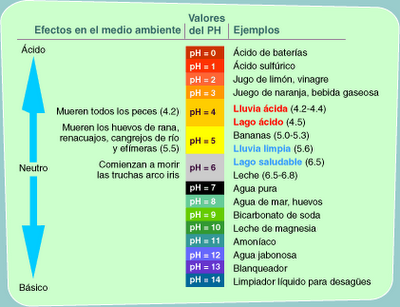 Efectos en el medio ambiente
Valores
del PH
Ejemplos
Ácido
pH = 0
Ácido de baterías
pH = 1
Ácido sulfúrico
pH = 2
Jugo de limón, vinagre
pH = 3
Juego de naranja, bebida gaseosa
Mueren todos los peces (4.2)
pH = 4
Lluvia ácida (4.2-4.4)
Lago ácido (4.5)
Mueren los huevos de rana,
renacuajos, cangrejos de río
y efímeras (5.5)
pH = 5
Bananas (5.0-5.3)
Lluvia limpia (5.6)
Neutro
Comienzan a morir
las truchas arco iris
pH = 6
Lago saludable (6.5)
Leche (6.5-6.8)
pH = 7
Agua pura
pH = 8
Agua de mar, huevos
pH = 9
Bicarbonato de soda
pH = 10
Leche de magnesia
pH = 11
Amoníaco
pH = 12
Agua jabonosa
pH = 13
Blanqueador
Básico
pH = 14
Limpiador líquido para desagües